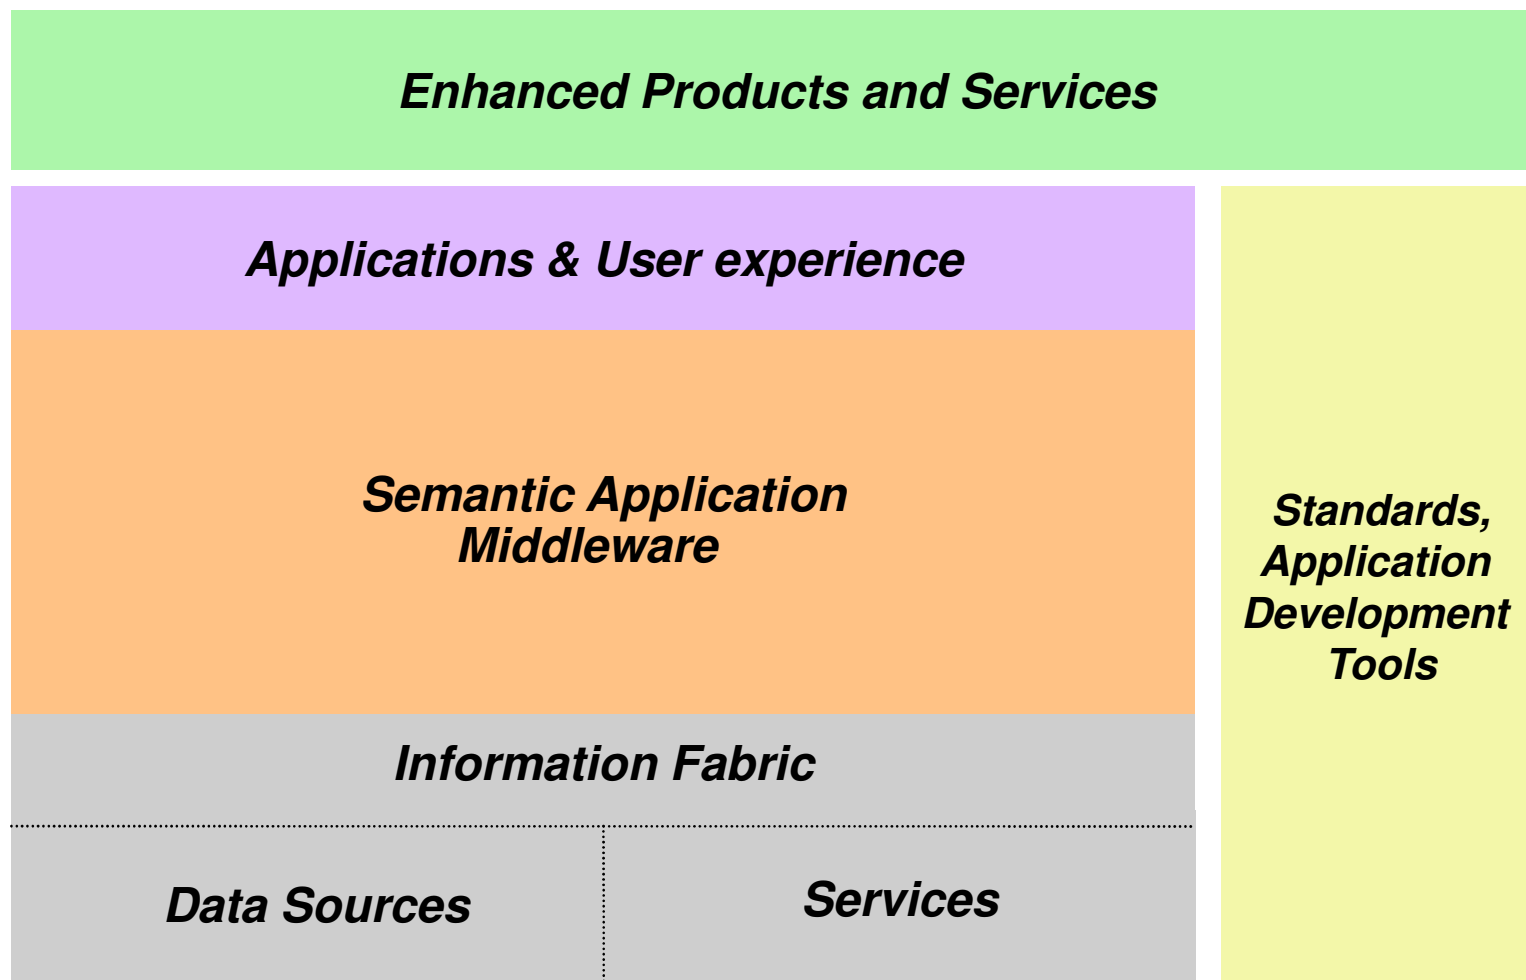 Enhanced Products and Services
Applications & User experience
Semantic Application
Middleware
Standards,
Application
Development
Tools
Information Fabric
Data Sources
Services